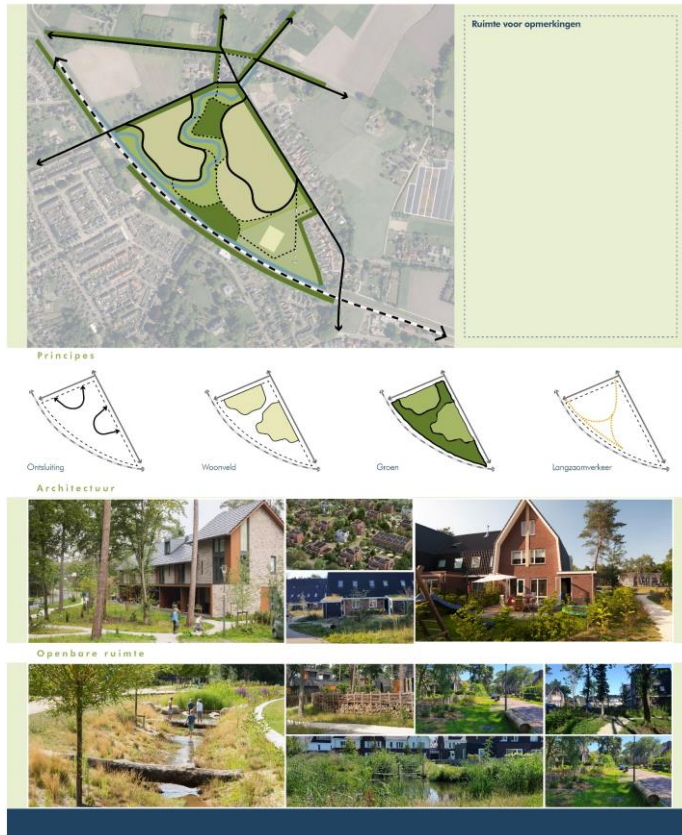 Ruimte voor opmerkingen
Principes
Ontsluiting
Woonveld
Groen
Langzaamverkeer
Architectuur
Openbare ruimte